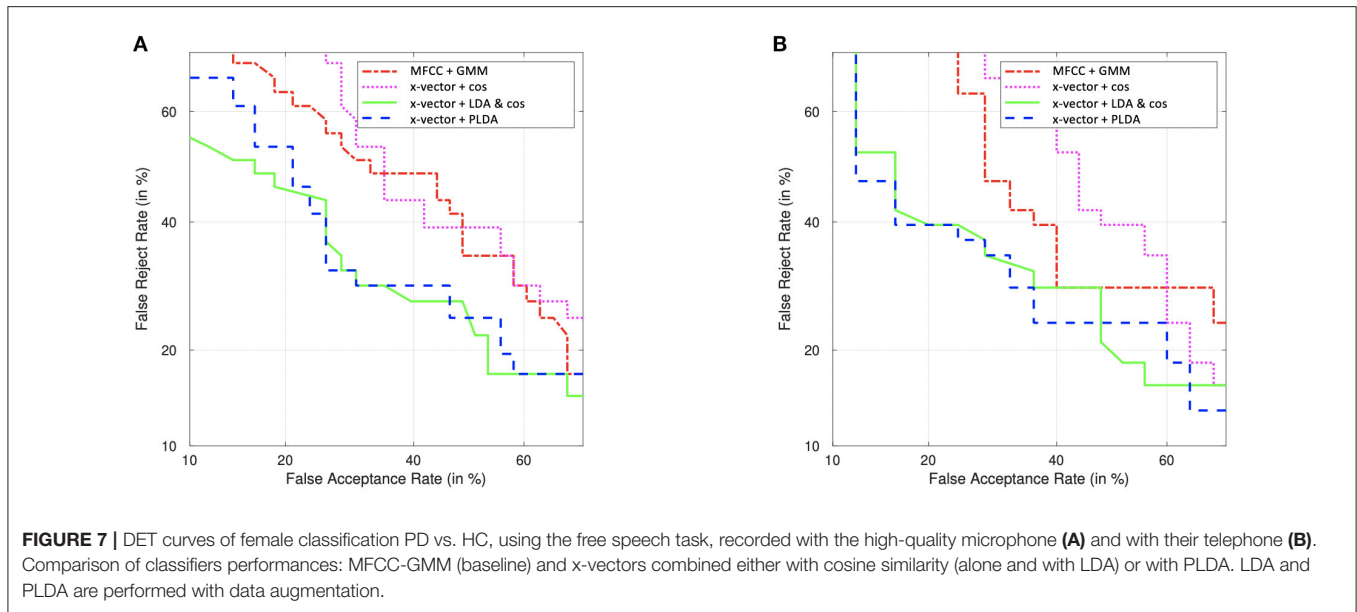 A
MFCC + GMM
x-vector + cos
x-vector + LDA & cos
x-vector + PLDA
60
40
20
10
False Reject Rate (in %)
10 20 40 60
False Acceptance Rate (in %)
B
MFCC + GMM
x-vector + cos
x-vector + LDA & cos
x-vector + PLDA
60
40
20
10
False Reject Rate (in %)
10 20 40 60
False Acceptance Rate (in %)
FIGURE 7 | DET curves of female classification PD vs. HC, using the free speech task, recorded with the high-quality microphone (A) and with their telephone (B).
Comparison of classifiers performances: MFCC-GMM (baseline) and x-vectors combined either with cosine similarity (alone and with LDA) or with PLDA. LDA and
PLDA are performed with data augmentation.